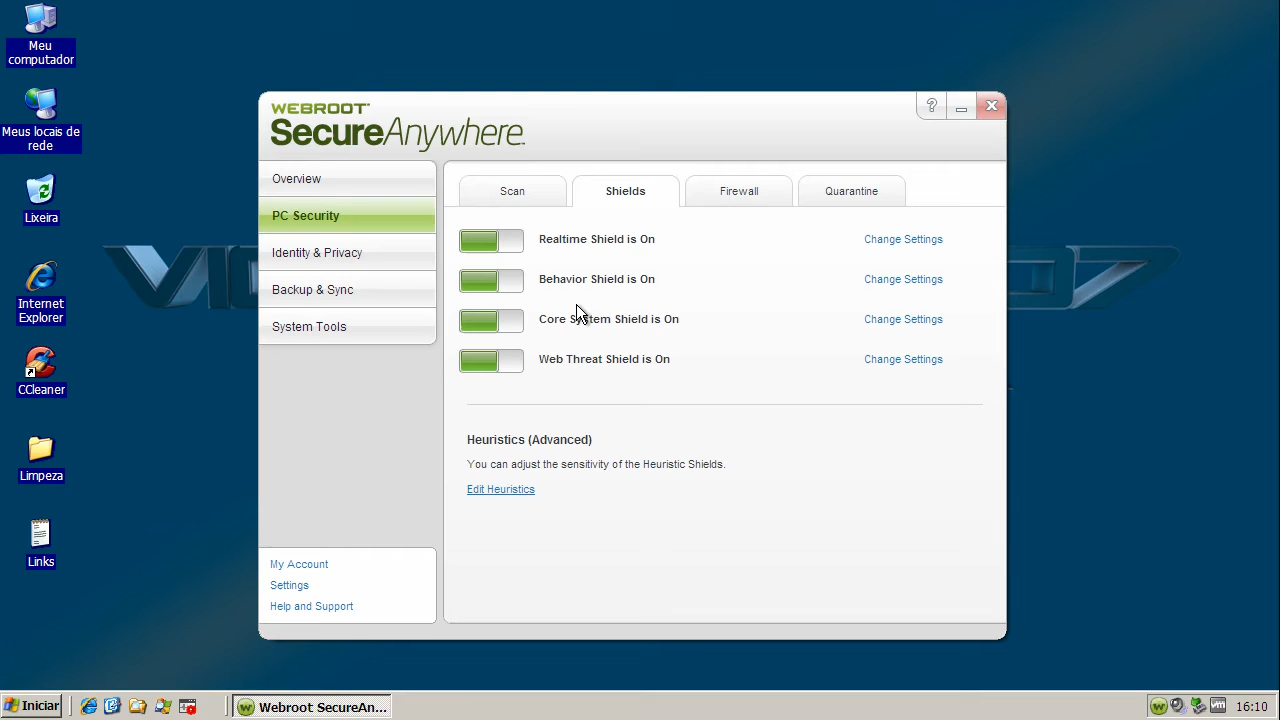 Meu
computador
Meus locais de
rede
Lixeira
Internet
Explorer
CCleaner
Limpeza
Links
WEBROOT
SecureAnywhere.
?
Overview
PC Security
Identity & Privacy
Backup & Sync
System Tools
My Account
Settings
Help and Support
Scan
Shields
Firewall
Quarantine
Realtime Shield is On
Change Settings
Behavior Shield is On
Change Settings
Core System Shield is On
Change Settings
Web Threat Shield is On
Change Settings
Heuristics (Advanced)
You can adjust the sensitivity of the Heuristic Shields.
Edit Heuristics
Iniciar
Webroot SecureAn...
16:10